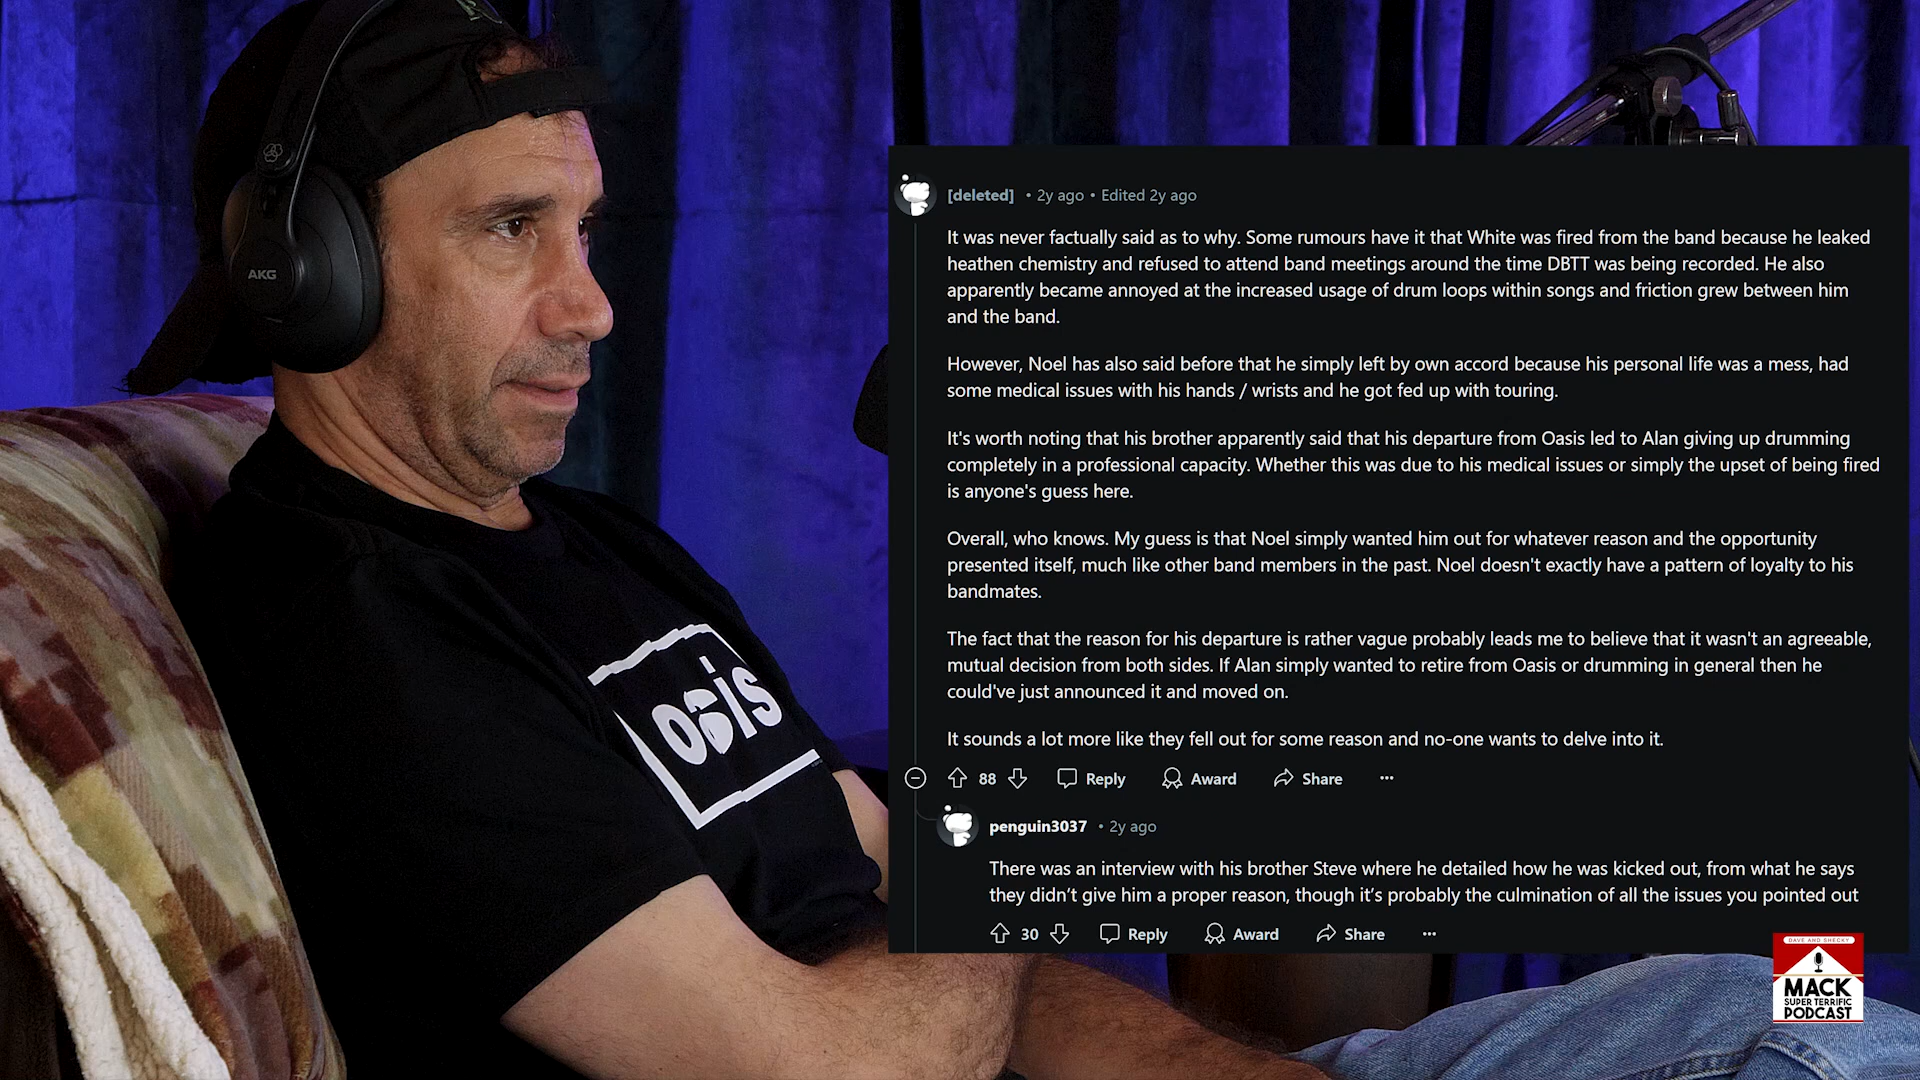 AKG
oasis
[deleted] • 2y ago • Edited 2y ago
It was never factually said as to why. Some rumours have it that White was fired from the band because he leaked
heathen chemistry and refused to attend band meetings around the time DBTT was being recorded. He also
apparently became annoyed at the increased usage of drum loops within songs and friction grew between him
and the band.
However, Noel has also said before that he simply left by own accord because his personal life was a mess, had
some medical issues with his hands / wrists and he got fed up with touring.
It's worth noting that his brother apparently said that his departure from Oasis led to Alan giving up drumming
completely in a professional capacity. Whether this was due to his medical issues or simply the upset of being fired
is anyone's guess here.
Overall, who knows. My guess is that Noel simply wanted him out for whatever reason and the opportunity
presented itself, much like other band members in the past. Noel doesn't exactly have a pattern of loyalty to his
bandmates.
The fact that the reason for his departure is rather vague probably leads me to believe that it wasn't an agreeable,
mutual decision from both sides. If Alan simply wanted to retire from Oasis or drumming in general then he
could've just announced it and moved on.
It sounds a lot more like they fell out for some reason and no-one wants to delve into it.
88 Reply Award Share ...
penguin3037 • 2y ago
There was an interview with his brother Steve where he detailed how he was kicked out, from what he says
they didn’t give him a proper reason, though it’s probably the culmination of all the issues you pointed out
30 Reply Award Share ...
DAVE AND SHECKY
MACK
SUPER TERRIFIC
PODCAST